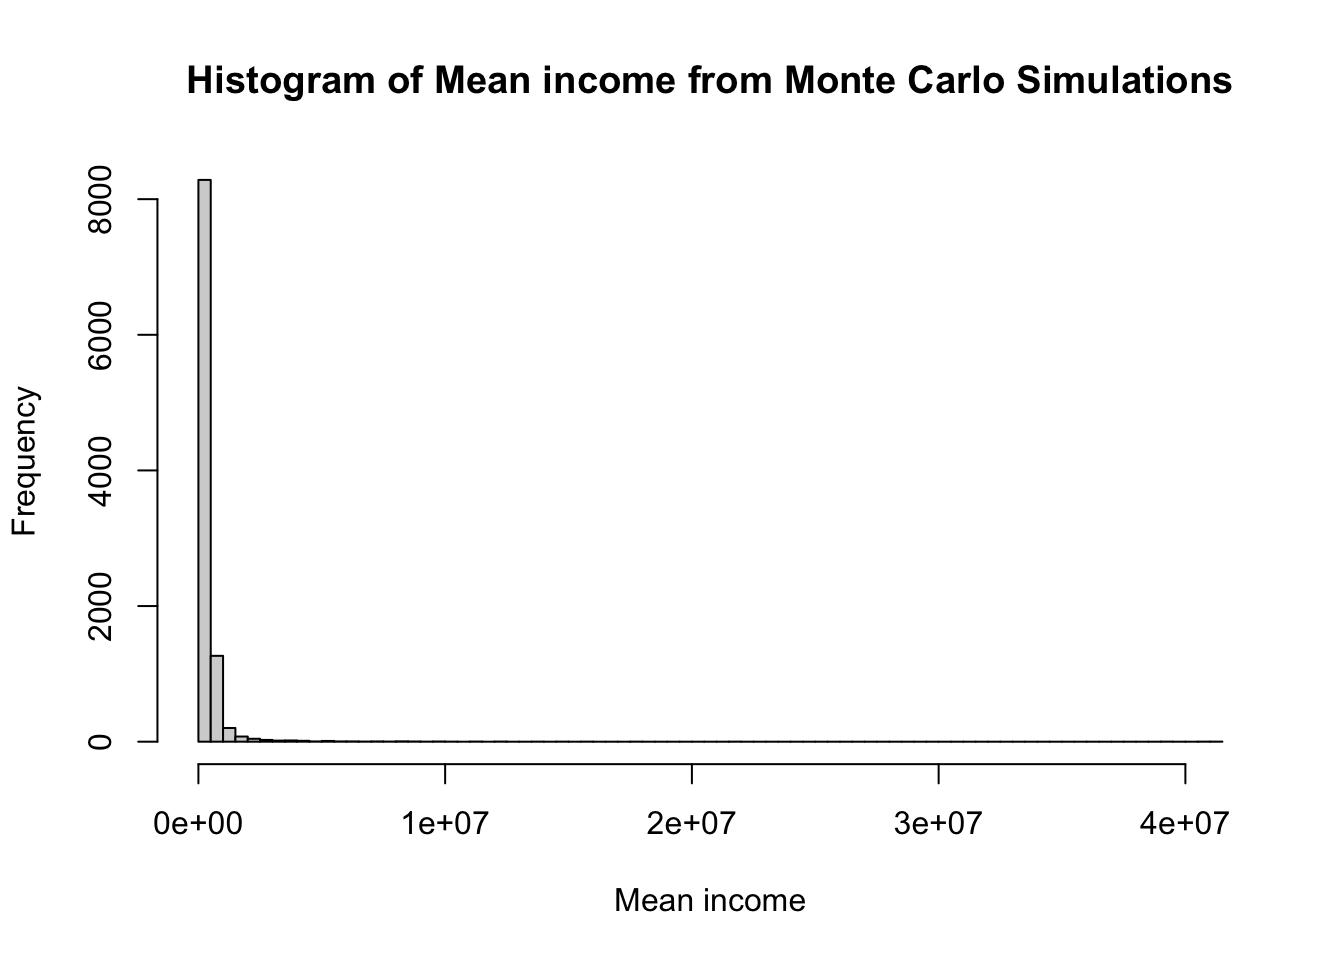 Histogram of Mean income from Monte Carlo Simulations
Frequency
8000
6000
4000
2000
0
0e+00 1e+07 2e+07 3e+07 4e+07
Mean income